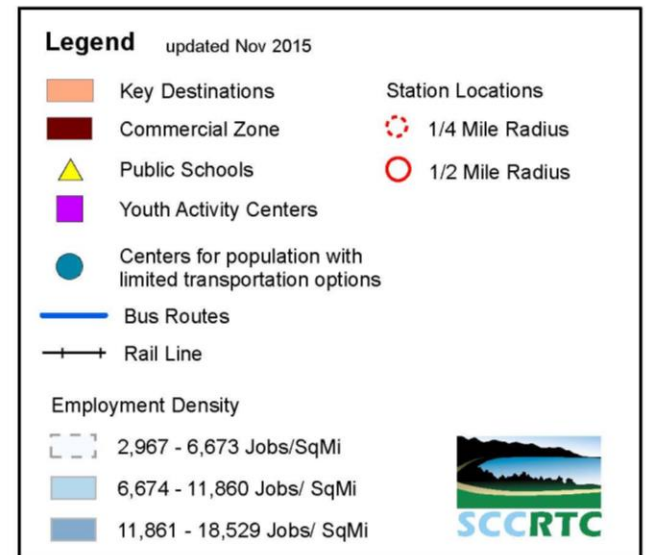 Legend updated Nov 2015
Key Destinations
Commercial Zone
Public Schools
Youth Activity Centers
Centers for population with
limited transportation options
Bus Routes
Rail Line
Station Locations
1/4 Mile Radius
1/2 Mile Radius
Employment Density
2,967 - 6,673 Jobs/SqMi
6,674 - 11,860 Jobs/ SqMi
11,861 - 18,529 Jobs/ SqMi
SCCRTC